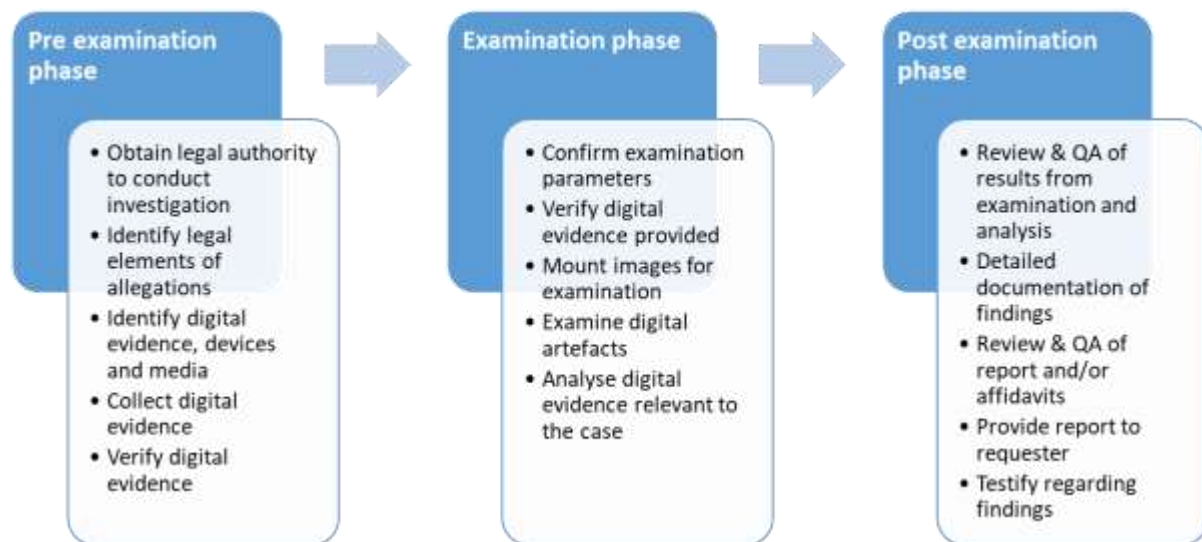 Pre examination
phase
• Obtain legal authority
to conduct
investigation
• Identify legal
elements of
allegations
• Identify digital
evidence, devices
and media
• Collect digital
evidence
• Verify digital
evidence
Examination phase
• Confirm examination
parameters
• Verify digital
evidence provided
• Mount images for
examination
• Examine digital
artefacts
• Analyse digital
evidence relevant to
the case
Post examination
phase
• Review & QA of
results from
examination and
analysis
• Detailed
documentation of
findings
• Review & QA of
report and/or
affidavits
• Provide report to
requester
• Testify regarding
findings